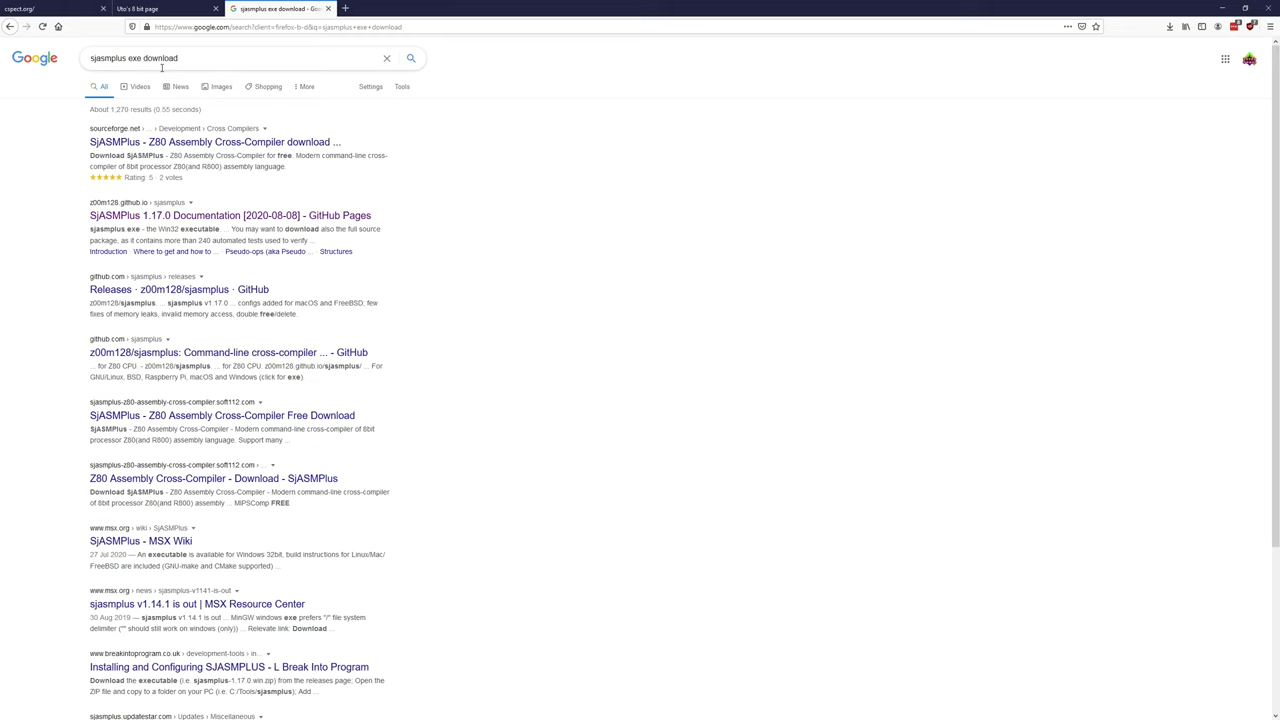 cspect.org/
Uto's 8 bit page
sjasmplus exe download - Goo
https://www.google.com/search?client=firefox-b-d&q=sjasmplus+exe+download
Google
sjasmplus exe download
All
Videos
News
Images
Shopping
More
Settings
Tools
About 1,270 results (0.55 seconds)
sourceforge.net › ... › Development › Cross Compilers
SjASMPlus - Z80 Assembly Cross-Compiler download ...
Download SjASMPlus - Z80 Assembly Cross-Compiler for free. Modern command-line cross-
compiler of 8bit processor Z80(and R800) assembly language.
Rating: 5 · 2 votes
z00m128.github.io › sjasmplus
SjASMPlus 1.17.0 Documentation [2020-08-08] - GitHub Pages
sjasmplus.exe - the Win32 executable. ... You may want to download also the full source
package, as it contains more than 240 automated tests used to verify ...
Introduction · Where to get and how to ... · Pseudo-ops (aka Pseudo ... · Structures
github.com › sjasmplus › releases
Releases · z00m128/sjasmplus · GitHub
z00m128/sjasmplus. ... sjasmplus v1.17.0 ... configs added for macOS and FreeBSD; few
fixes of memory leaks, invalid memory access, double free/delete.
github.com › sjasmplus
z00m128/sjasmplus: Command-line cross-compiler ... - GitHub
... for Z80 CPU. - z00m128/sjasmplus. ... for Z80 CPU. z00m128.github.io/sjasmplus/ ... For
GNU/Linux, BSD, Raspberry Pi, macOS and Windows (click for exe)
sjasmplus-z80-assembly-cross-compiler.soft112.com
SjASMPlus - Z80 Assembly Cross-Compiler Free Download
SjASMPlus - Z80 Assembly Cross-Compiler - Modern command-line cross-compiler of 8bit
processor Z80(and R800) assembly language. Support many ...
sjasmplus-z80-assembly-cross-compiler.soft112.com › ...
Z80 Assembly Cross-Compiler - Download - SjASMPlus
Download SjASMPlus - Z80 Assembly Cross-Compiler - Modern command-line cross-compiler
of 8bit processor Z80(and R800) assembly ... MIPSComp FREE
www.msx.org › wiki › SjASMPlus
SjASMPlus - MSX Wiki
27 Jul 2020 — An executable is available for Windows 32bit, build instructions for Linux/Mac/
FreeBSD are included (GNU-make and CMake supported) ...
www.msx.org › news › sjasmplus-v1141-is-out
sjasmplus v1.14.1 is out | MSX Resource Center
30 Aug 2019 — sjasmplus v1.14.1 is out ... MinGW windows exe prefers "/" file system
delimiter ("" should still work on windows (only)) ... Relevate link: Download ...
www.breakintoprogram.co.uk › development-tools › in...
Installing and Configuring SJASMPLUS - L Break Into Program
Download the executable (i.e. sjasmplus-1.17.0.win.zip) from the releases page; Open the
ZIP file and copy to a folder on your PC (i.e. C:/Tools/sjasmplus); Add ...
sjasmplus.updatestar.com › Updates › Miscellaneous